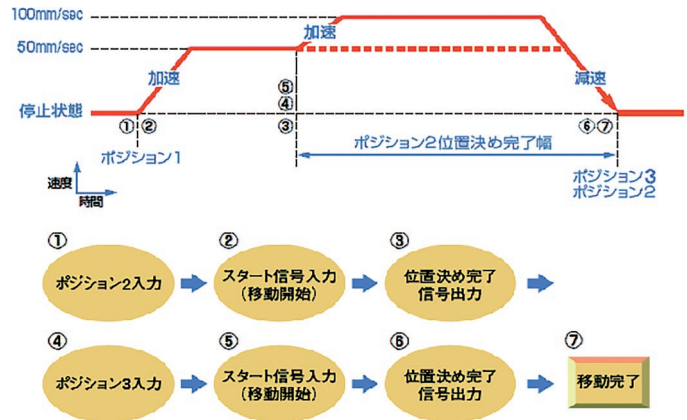 100mm/sec
加速
50mm/sec
加速
減速
⑤
④
停止状態
① ②
③
⑥ ⑦
ポジション1
ポジション2位置決め完了幅
ポジション3
ポジション2
速度
時間
①
ポジション2入力
②
スタート信号入力
(移動開始)
③
位置決め完了
信号出力
④
ポジション3入力
⑤
スタート信号入力
(移動開始)
⑥
位置決め完了
信号出力
⑦
移動完了